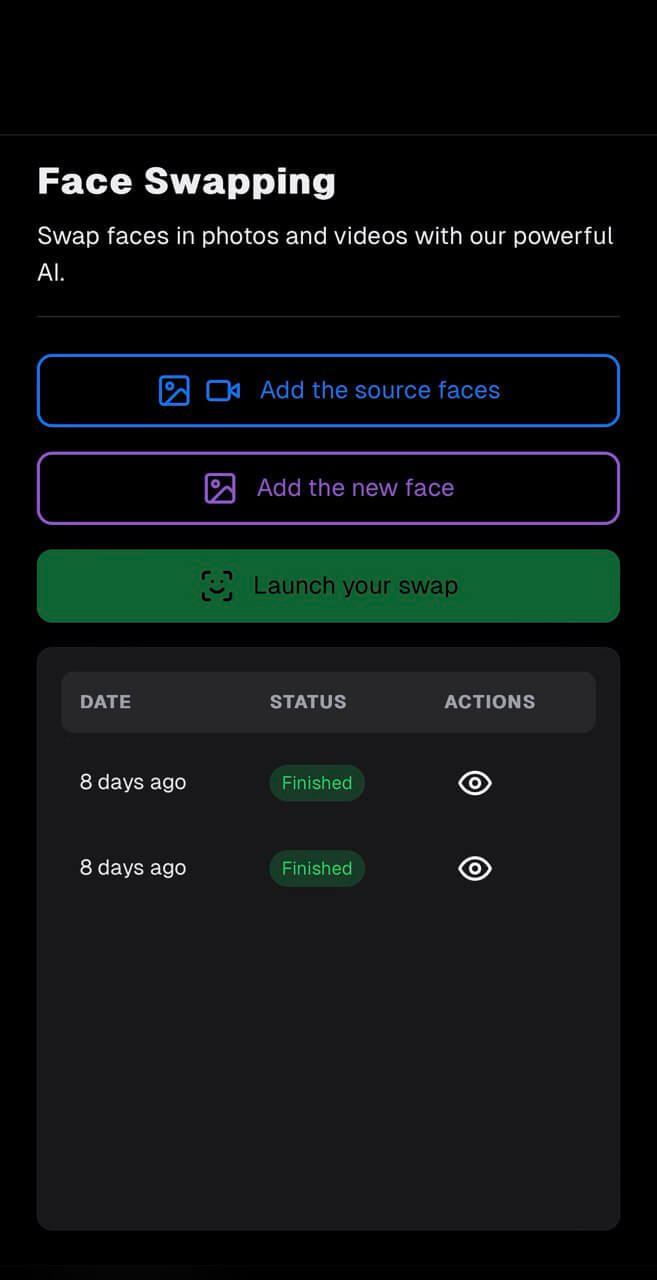 Face Swapping
Swap faces in photos and videos with our powerful
AI.
Add the source faces
Add the new face
Launch your swap
DATE STATUS ACTIONS
8 days ago Finished
8 days ago Finished